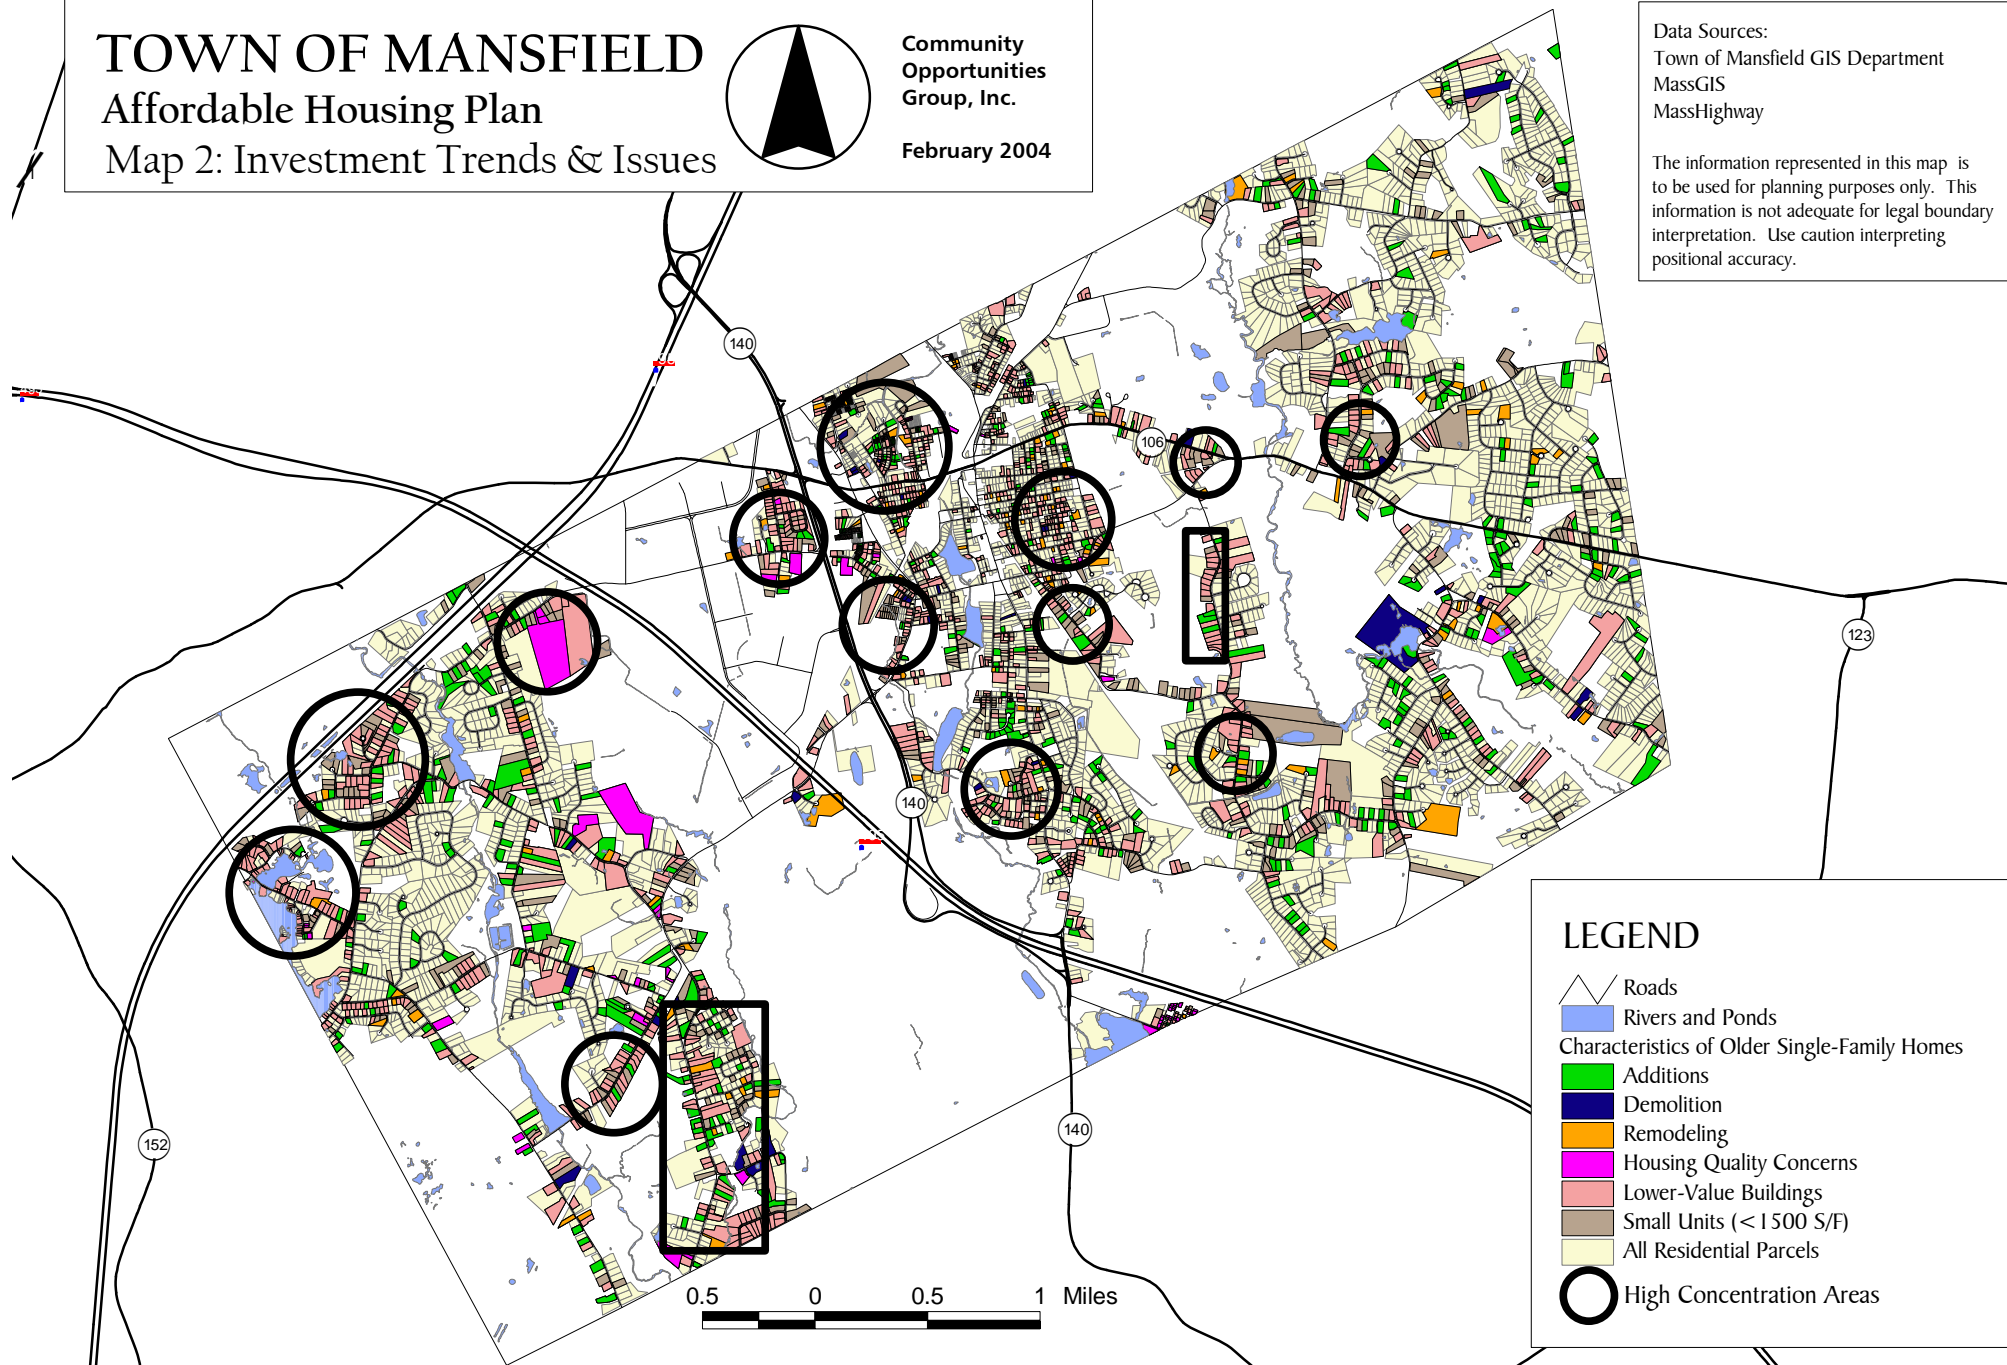 TOWN OF MANSFIELD
Affordable Housing Plan
Map 2: Investment Trends & Issues
Community
Opportunities
Group, Inc.
February 2004
Data Sources:
Town of Mansfield GIS Department
MassGIS
MassHighway
The information represented in this map is
to be used for planning purposes only. This
information is not adequate for legal boundary
interpretation. Use caution interpreting
positional accuracy.
140
106
123
140
140
152
LEGEND
Roads
Rivers and Ponds
Characteristics of Older Single-Family Homes
Additions
Demolition
Remodeling
Housing Quality Concerns
Lower-Value Buildings
Small Units (<1500 S/F)
All Residential Parcels
High Concentration Areas
0.5 0 0.5 1 Miles